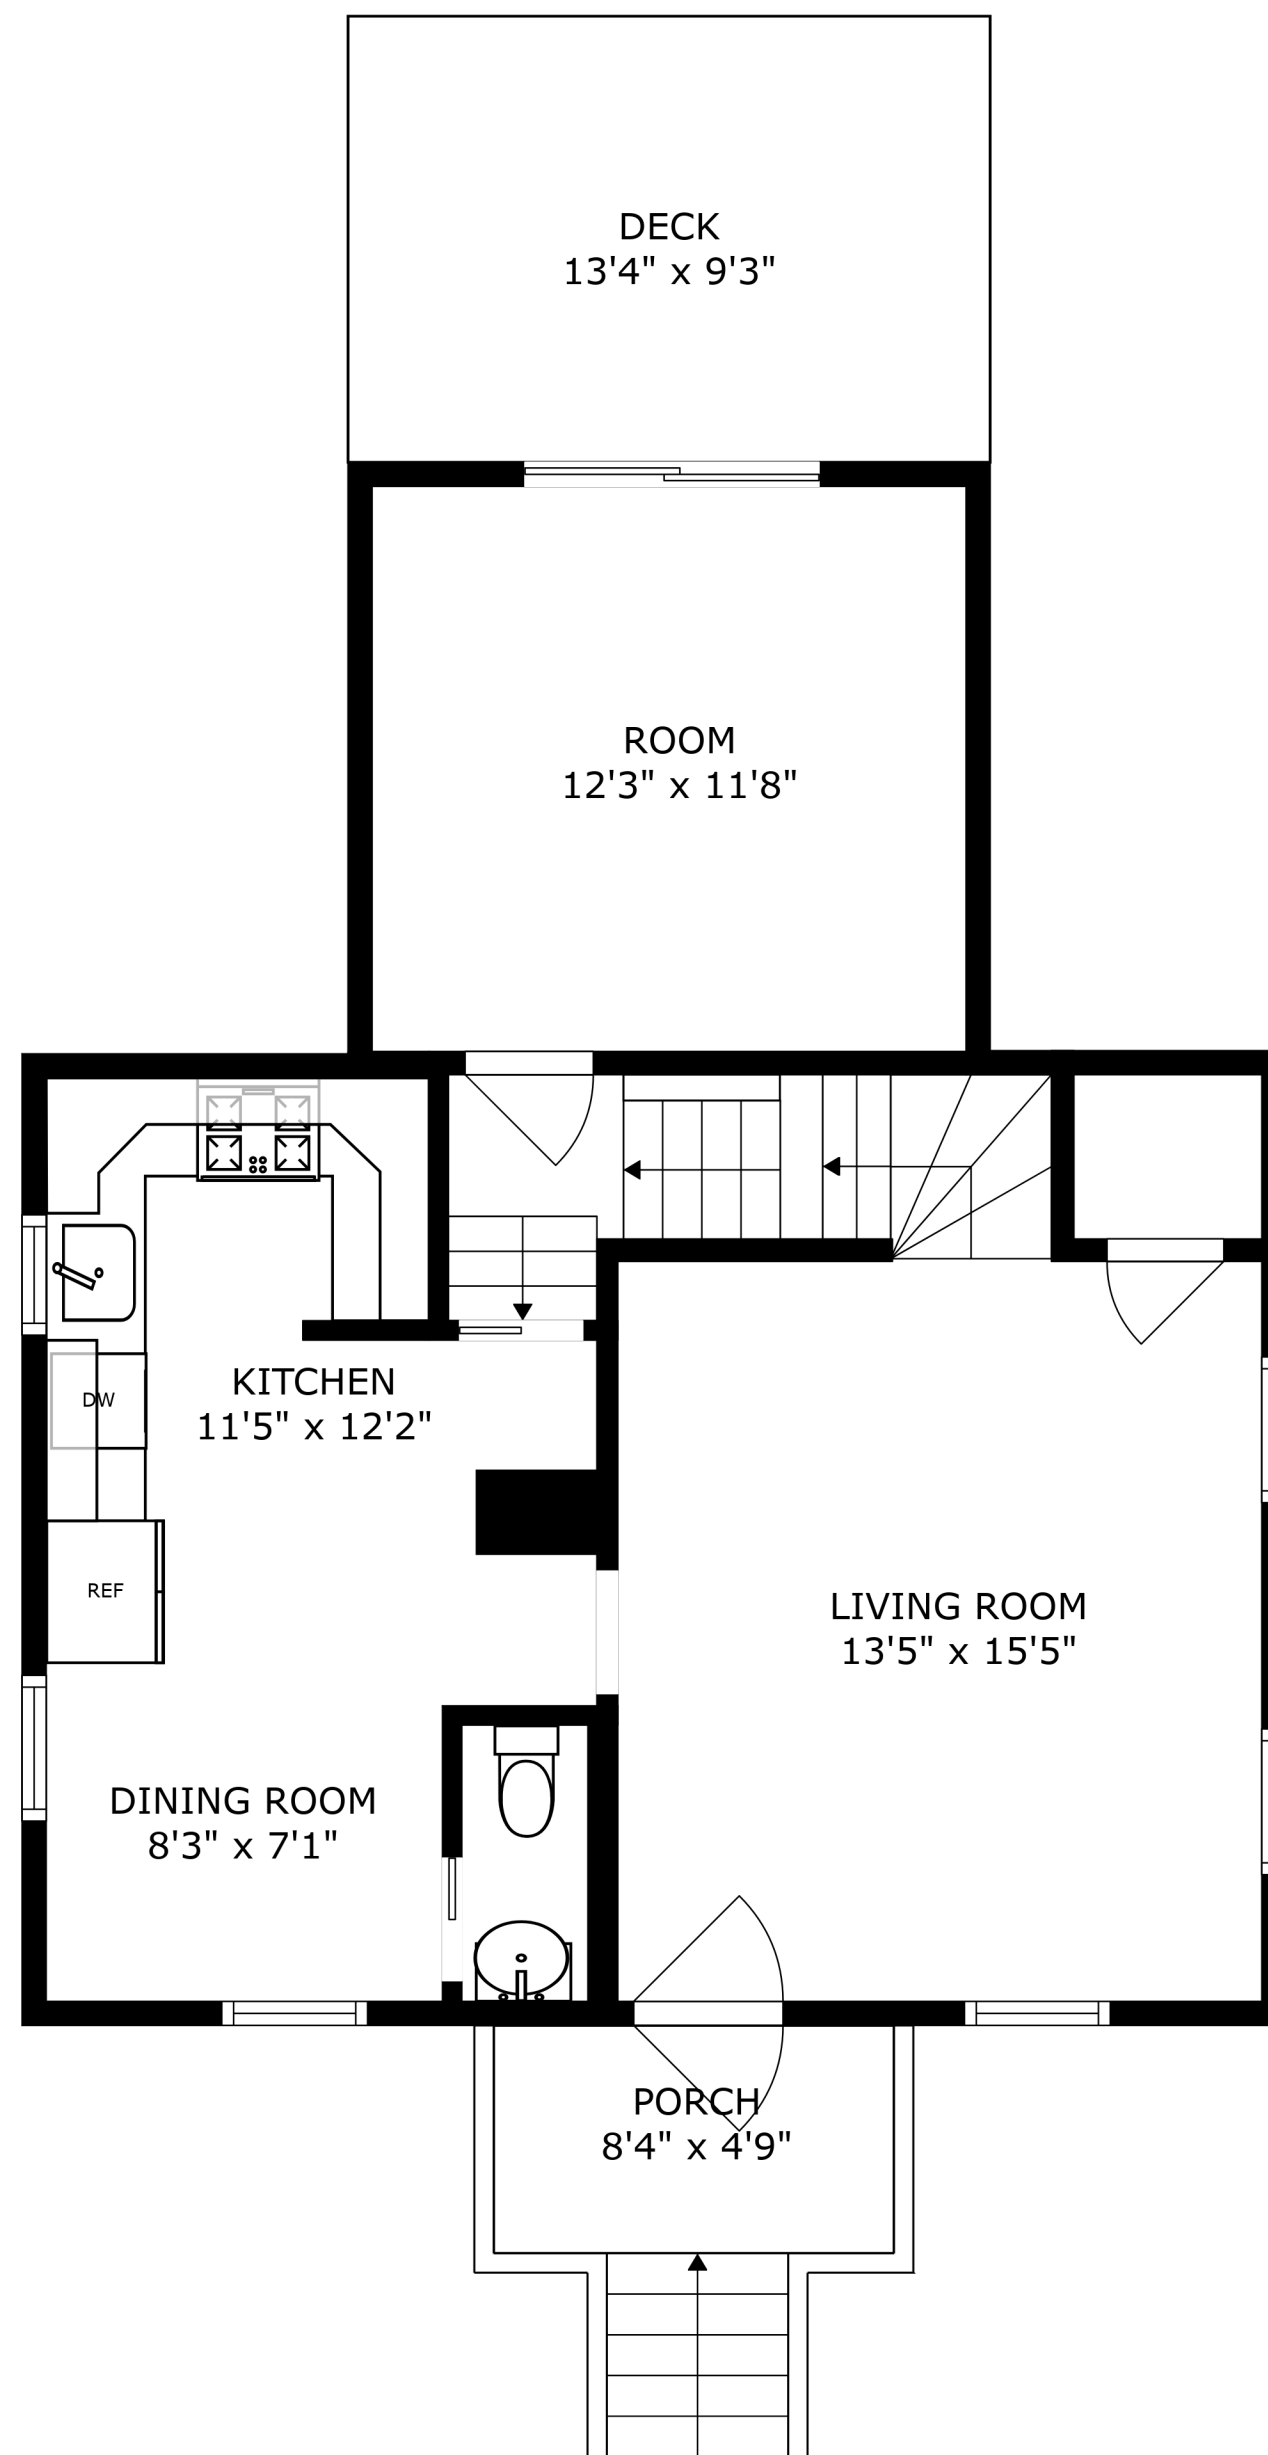 DECK
13'4" x 9'3"
ROOM
12'3" x 11'8"
KITCHEN
11'5" x 12'2"
DW
REF
LIVING ROOM
13'5" x 15'5"
DINING ROOM
8'3" x 7'1"
PORCH
8'4" x 4'9"